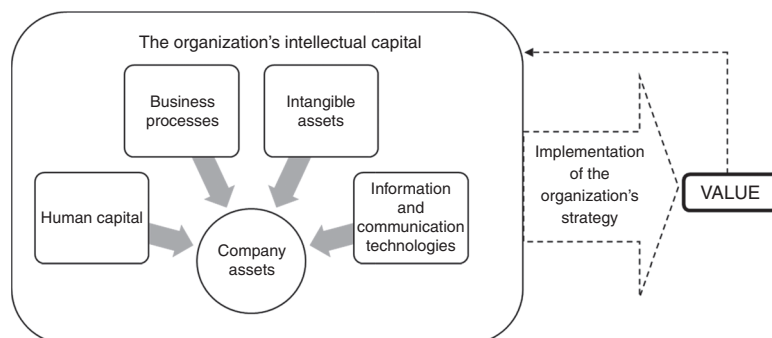 The organization’s intellectual capital
Business
processes
Intangible
assets
Human capital
Information
and
communication
technologies
Company
assets
Implementation
of the
organization’s
strategy
VALUE